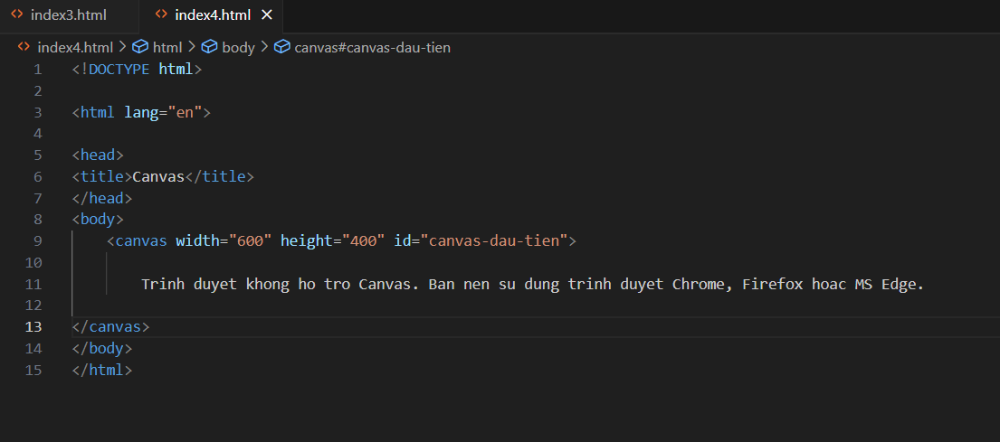 index3.html index4.html
index4.html > html > body > canvas#canvas-dau-tien
1 <!DOCTYPE html>
2
3 <html lang="en">
4
5 <head>
6 <title>Canvas</title>
7 </head>
8 <body>
9 <canvas width="600" height="400" id="canvas-dau-tien">
10
11 Trinh duyet khong ho tro Canvas. Ban nen su dung trinh duyet Chrome, Firefox hoac MS Edge.
12
13 </canvas>
14 </body>
15 </html>